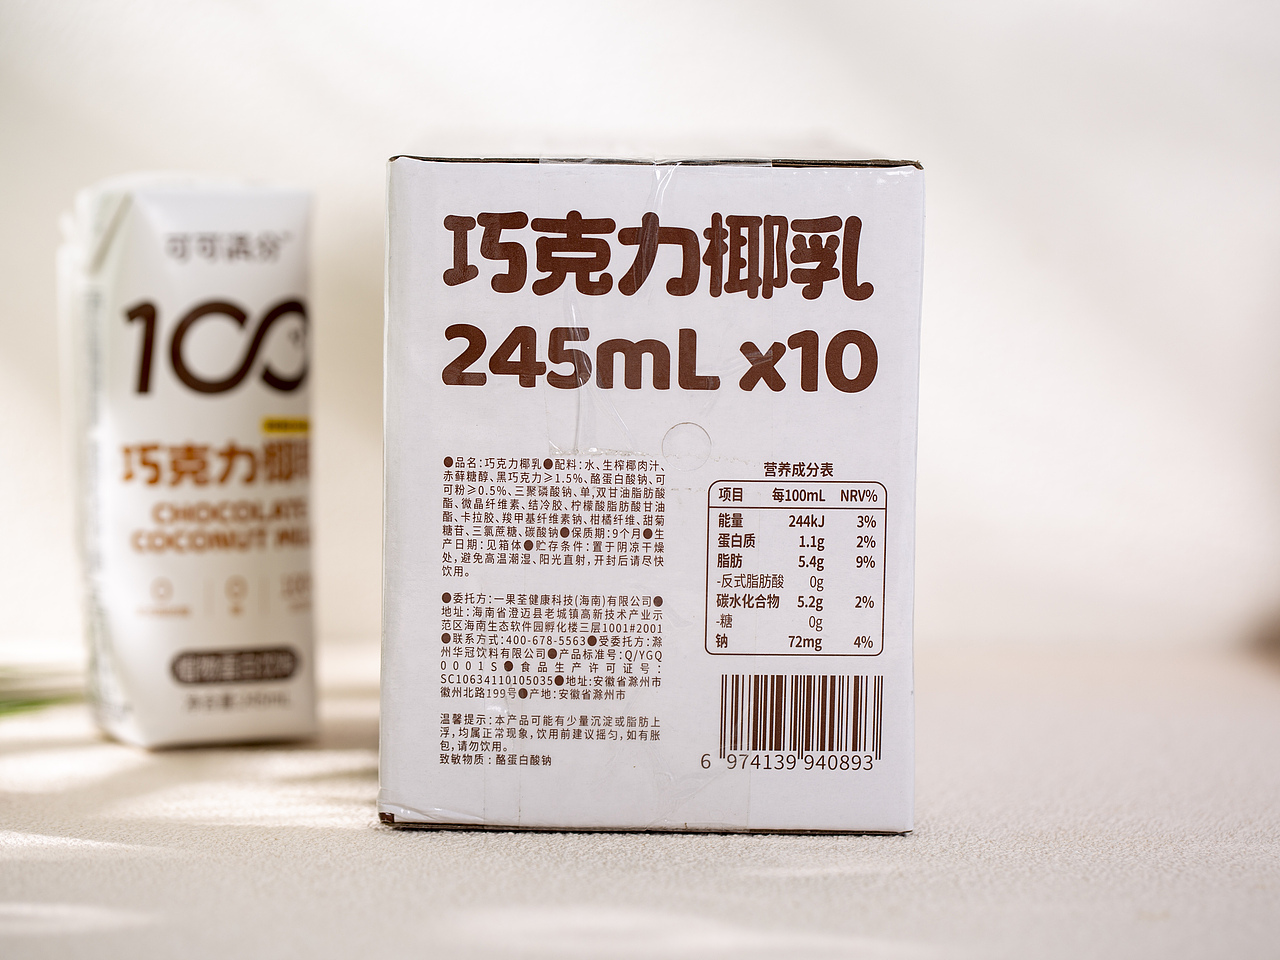 可可满分
100
巧克力椰
CHOCOLATE
COCONUT MIL
植物蛋白饮料
净含量:245mL
巧克力椰乳
245mL x10
●品名:巧克力椰乳●配料:水、生榨椰肉汁、
赤藓糖醇、黑巧克力≥1.5%、酪蛋白酸钠、可
可粉≥0.5%、三聚磷酸钠、单,双甘油脂肪酸
酯、微晶纤维素、结冷胶、柠檬酸脂肪酸甘油
酯、卡拉胶、羧甲基纤维素钠、柑橘纤维、甜菊
糖苷、三氯蔗糖、碳酸钠●保质期:9个月●生
产日期:见箱体●贮存条件:置于阴凉干燥
处,避免高温潮湿、阳光直射,开封后请尽快
饮用。
●委托方:一果荃健康科技(海南)有限公司●
地址:海南省澄迈县老城镇高新技术产业示
范区海南生态软件园孵化楼三层1001#2001
●联系方式:400-678-5563●受委托方:滁
州华冠饮料有限公司●产品标准号:Q/YGQ
0001S●食品生产许可证号:
SC10634110105035●地址:安徽省滁州市
徽州北路199号●产地:安徽省滁州市
温馨提示:本产品可能有少量沉淀或脂肪上
浮,均属正常现象,饮用前建议摇匀,如有胀
包,请勿饮用。
致敏物质:酪蛋白酸钠
营养成分表
项目 每100mL NRV%
能量 244kJ 3%
蛋白质 1.1g 2%
脂肪 5.4g 9%
-反式脂肪酸 0g
碳水化合物 5.2g 2%
-糖 0g
钠 72mg 4%
6 974139 940893